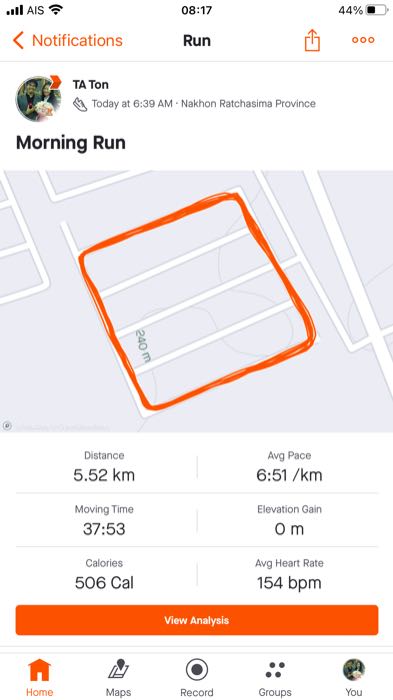 AIS 08:17 44%
Notifications Run
TA Ton
Today at 6:39 AM · Nakhon Ratchasima Province
Morning Run
240 m
Distance Avg Pace
5.52 km 6:51 /km
Moving Time Elevation Gain
37:53 0 m
Calories Avg Heart Rate
506 Cal 154 bpm
View Analysis
Home Maps Record Groups You